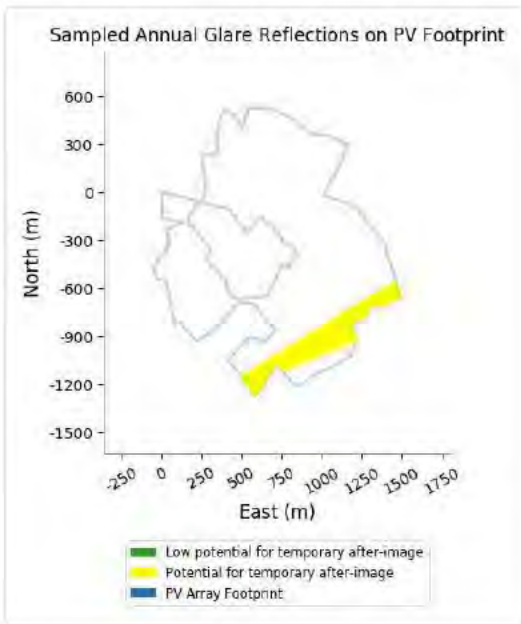 Sampled Annual Glare Reflections on PV Footprint
600
300
0
-300
-600
-900
-1200
-1500
North (m)
-250 0 250 500 750 1000 1250 1500 1750
East (m)
Low potential for temporary after-image
Potential for temporary after-image
PV Array Footprint